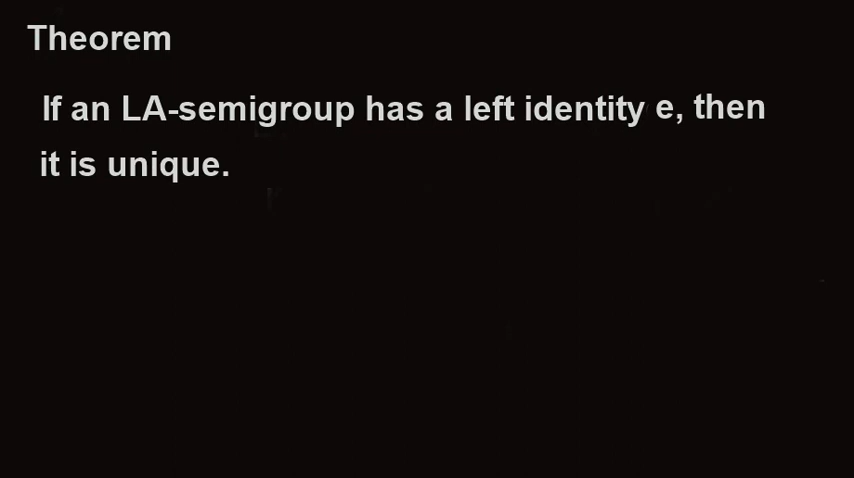 Theorem
If an LA-semigroup has a left identity e, then
it is unique.